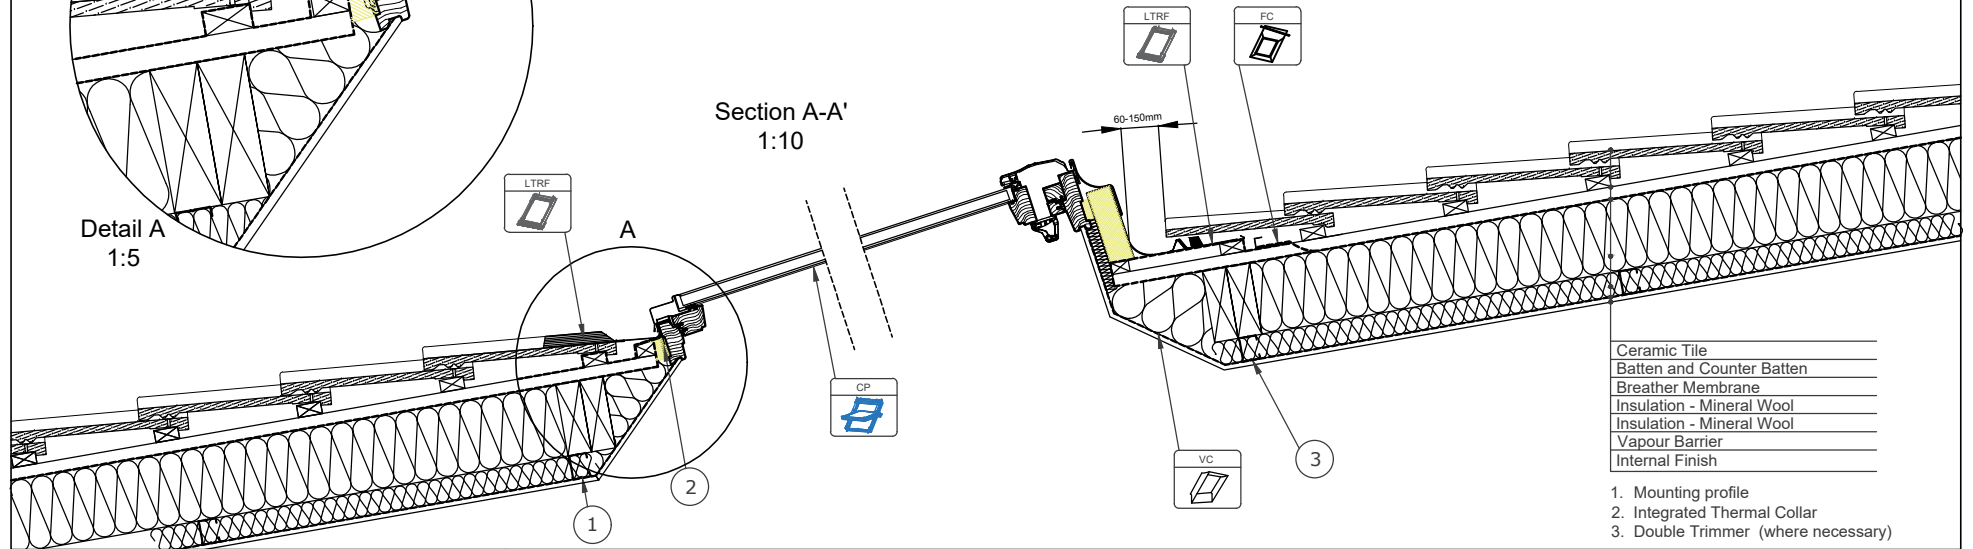 LTRF
FC
Section A-A'
1:10
60-150mm
LTRF
Detail A
1:5
A
CP
VC
3
2
1
Ceramic Tile
Batten and Counter Batten
Breather Membrane
Insulation - Mineral Wool
Insulation - Mineral Wool
Vapour Barrier
Internal Finish
1. Mounting profile
2. Integrated Thermal Collar
3. Double Trimmer (where necessary)